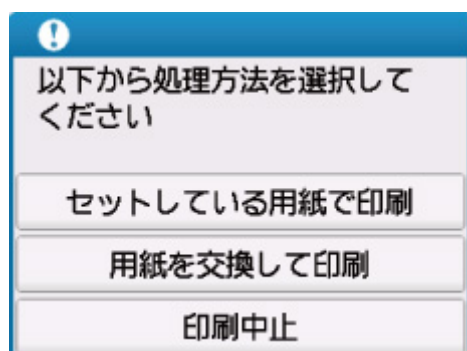 以下から処理方法を選択して
ください
セットしている用紙で印刷
用紙を交換して印刷
印刷中止